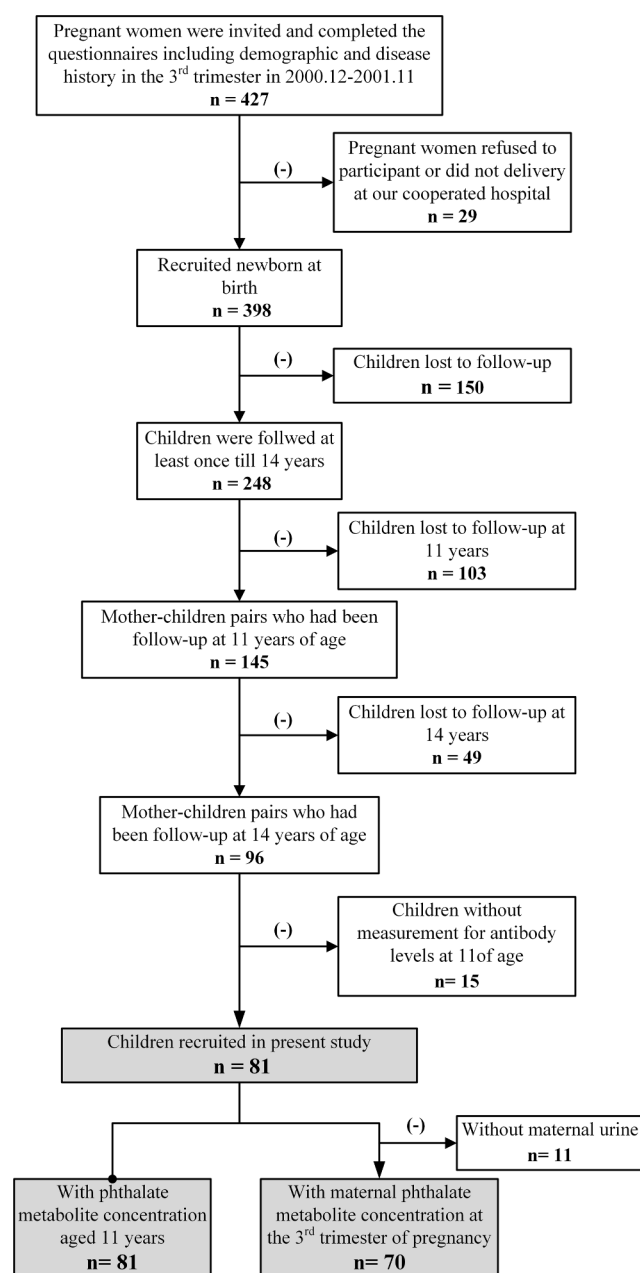 Pregnant women were invited and completed the
questionnaires including demographic and disease
history in the 3rd trimester in 2000.12-2001.11
n = 427
(-)
Pregnant women refused to
participant or did not delivery
at our cooperated hospital
n = 29
Recruited newborn at
birth
n = 398
(-)
Children lost to follow-up
n = 150
Children were follwed at
least once till 14 years
n = 248
(-)
Children lost to follow-up at
11 years
n = 103
Mother-children pairs who had been
follow-up at 11 years of age
n = 145
(-)
Children lost to follow-up at
14 years
n = 49
Mother-children pairs who had
been follow-up at 14 years of age
n = 96
(-)
Children without
measurement for antibody
levels at 11of age
n= 15
Children recruited in present study
n = 81
(-)
Without maternal urine
n= 11
With phthalate
metabolite concentration
aged 11 years
n= 81
With maternal phthalate
metabolite concentration at
the 3rd trimester of pregnancy
n= 70